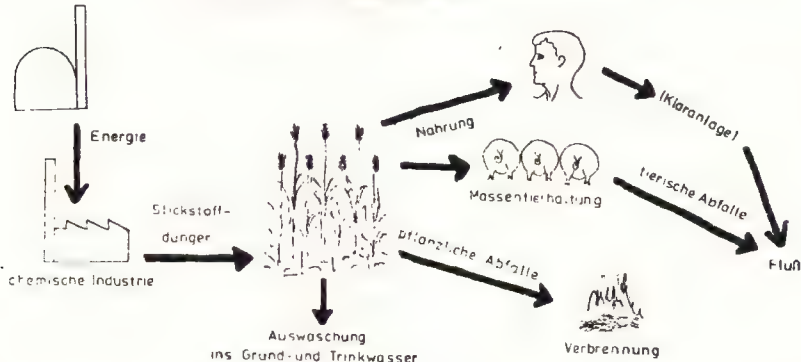 Energie
Stickstoff-
dünger
chemische Industrie
Nahrung
(Kläranlage)
Massentierhaltung
tierische Abfälle
Fluß
pflanzliche Abfälle
Auswaschung
ins Grund- und Trinkwasser
Verbrennung